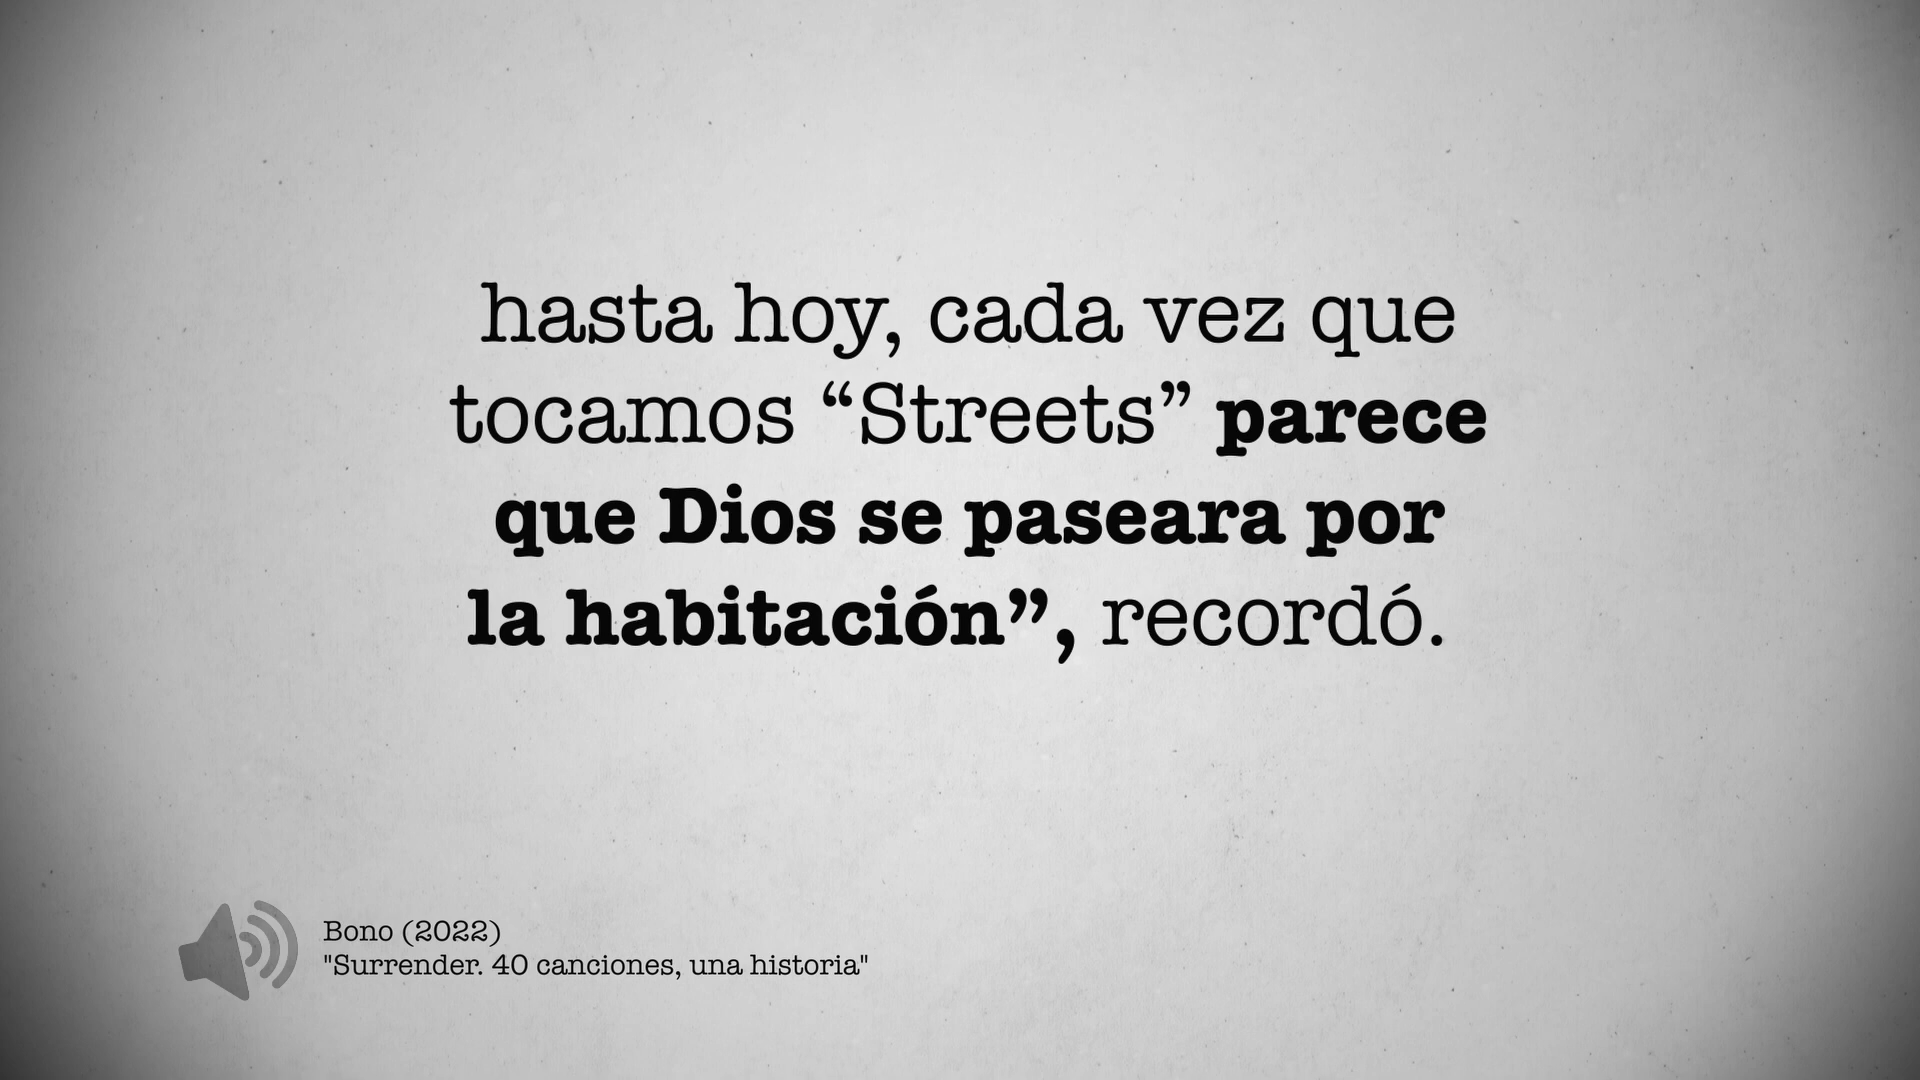 hasta hoy, cada vez que
tocamos “Streets” parece
que Dios se paseara por
la habitación”, recordó.
Bono (2022)
"Surrender. 40 canciones, una historia"